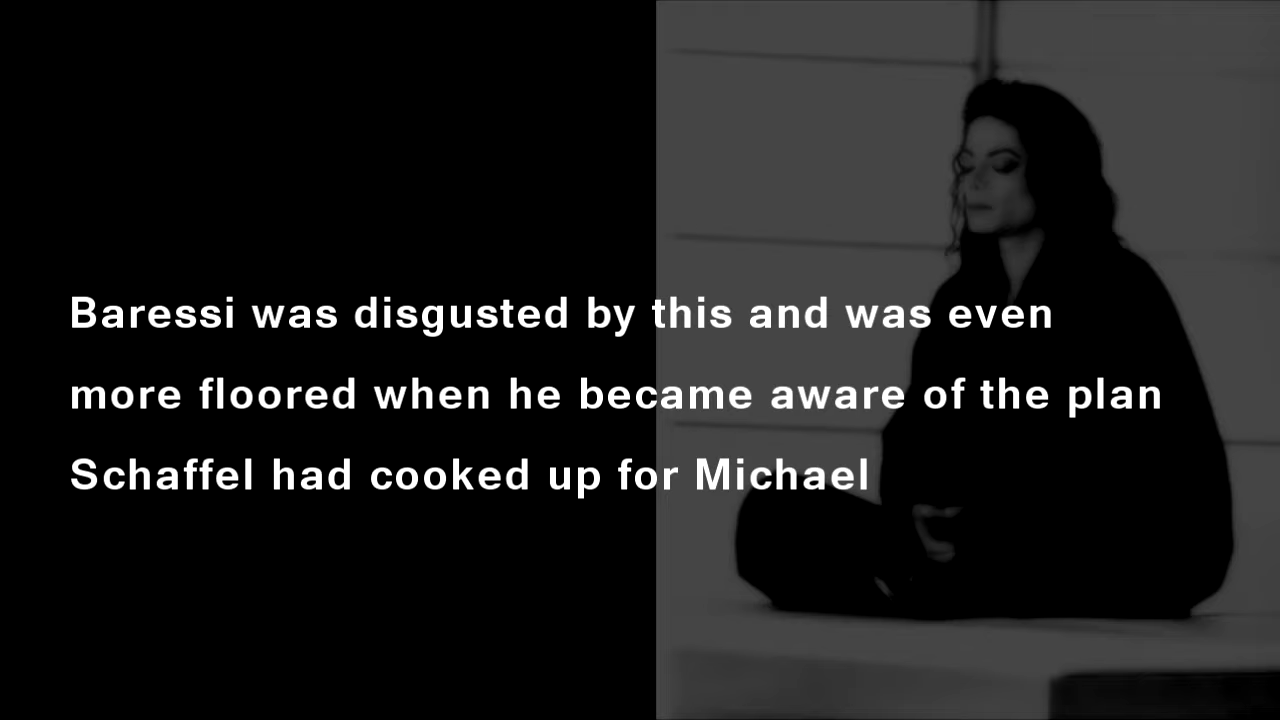 Baressi was disgusted by this and was even
more floored when he became aware of the plan
Schaffel had cooked up for Michael